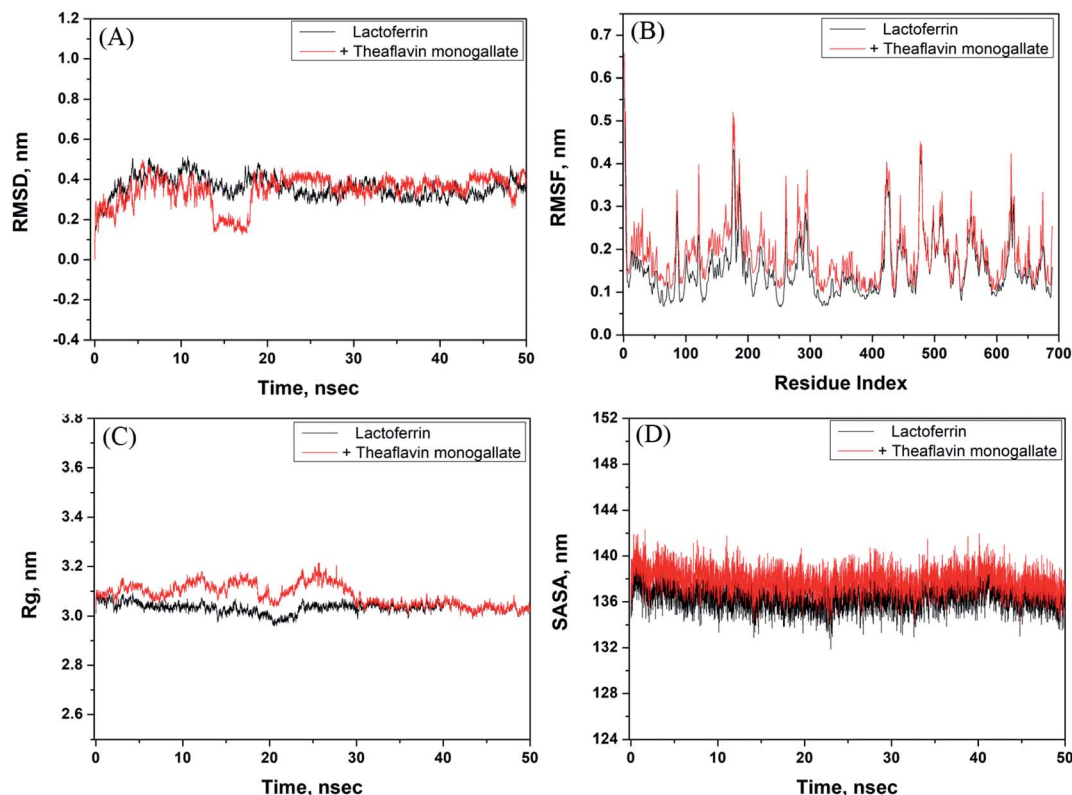 (A)
Lactoferrin
+ Theaflavin monogallate
1.2
1.0
0.8
0.6
0.4
0.2
0.0
-0.2
-0.4
RMSD, nm
0 10 20 30 40 50
Time, nsec
(B)
Lactoferrin
+ Theaflavin monogallate
0.7
0.6
0.5
0.4
0.3
0.2
0.1
0.0
RMSF, nm
0 100 200 300 400 500 600 700
Residue Index
(C)
Lactoferrin
+ Theaflavin monogallate
3.8
3.6
3.4
3.2
3.0
2.8
2.6
Rg, nm
0 10 20 30 40 50
Time, nsec
(D)
Lactoferrin
+ Theaflavin monogallate
152
148
144
140
136
132
128
124
SASA, nm
0 10 20 30 40 50
Time, nsec